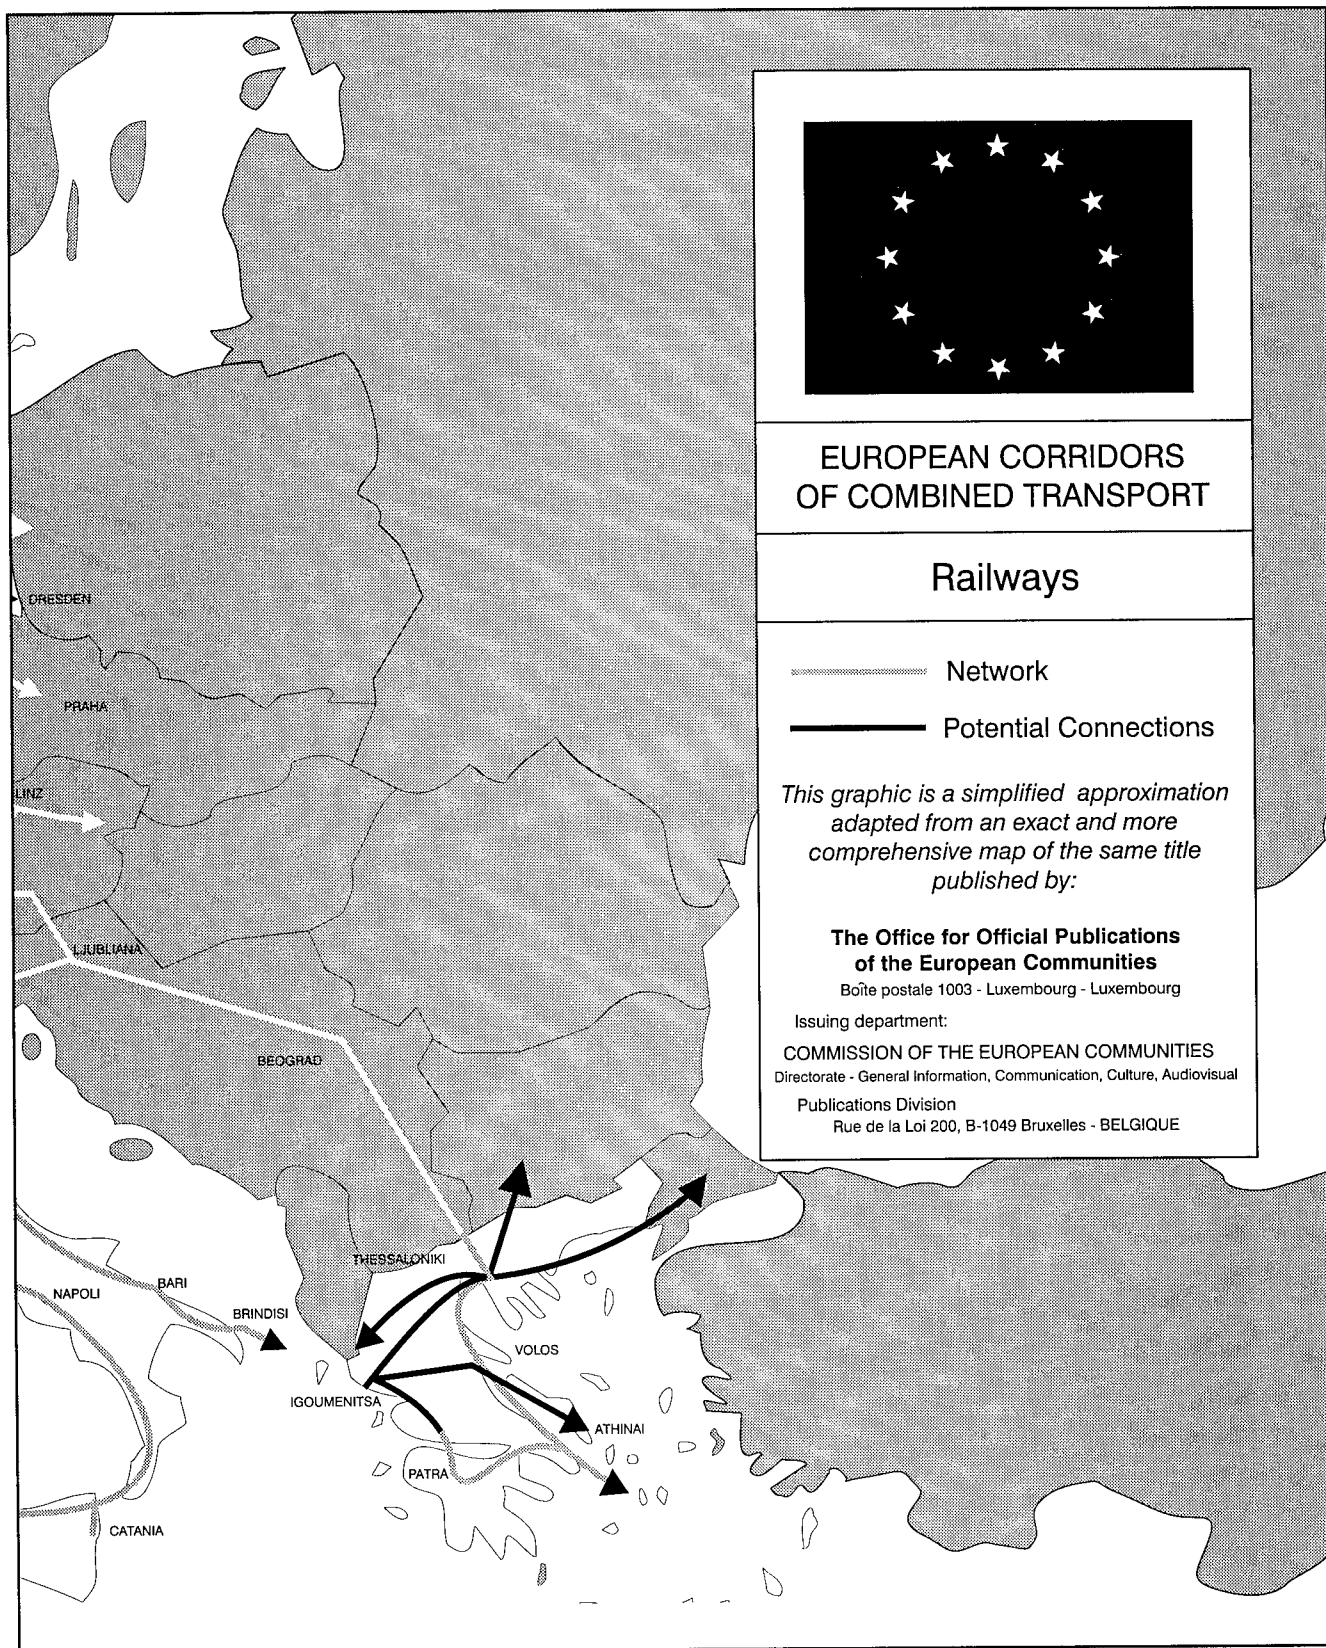 EUROPEAN CORRIDORS
OF COMBINED TRANSPORT
Railways
Network
Potential Connections
This graphic is a simplified approximation
adapted from an exact and more
comprehensive map of the same title
published by:
The Office for Official Publications
of the European Communities
Boîte postale 1003 - Luxembourg - Luxembourg
Issuing department:
COMMISSION OF THE EUROPEAN COMMUNITIES
Directorate - General Information, Communication, Culture, Audiovisual
Publications Division
Rue de la Loi 200, B-1049 Bruxelles - BELGIQUE
DRESDEN
PRAHA
LINZ
LJUBLIANA
BEOGRAD
THESSALONIKI
BARI
NAPOLI
BRINDISI
VOLOS
IGOUMENITSA
ATHINAI
PATRA
CATANIA